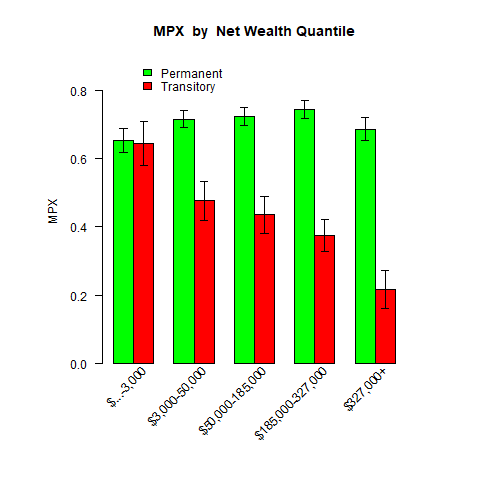 MPX by Net Wealth Quantile
Permanent
Transitory
MPX
0.8
0.6
0.4
0.2
0.0
$...-3,000
$3,000-50,000
$50,000-185,000
$185,000-327,000
$327,000+